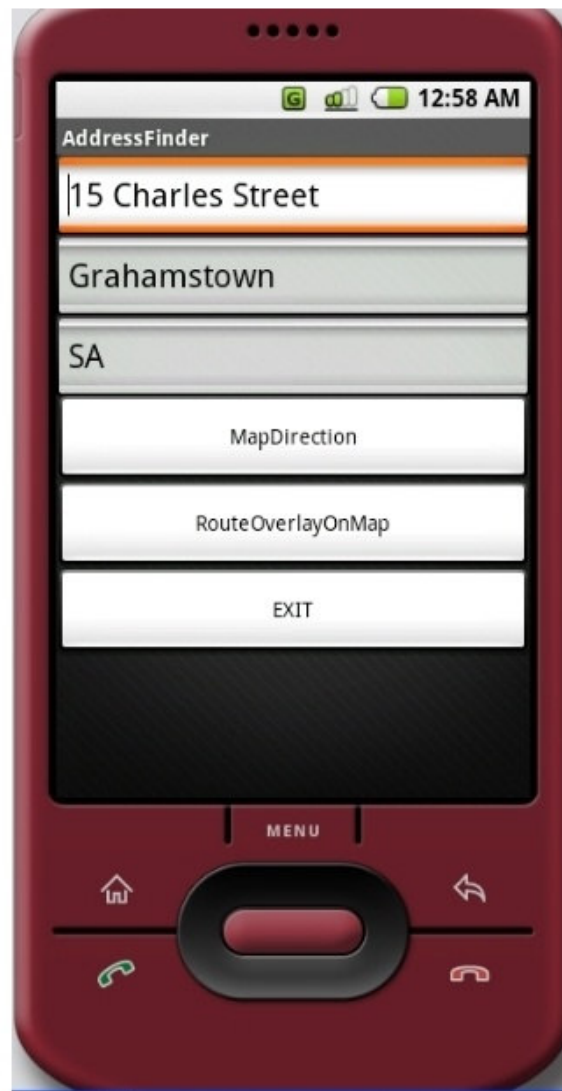 G 12:58 AM
AddressFinder
15 Charles Street
Grahamstown
SA
MapDirection
RouteOverlayOnMap
EXIT
MENU